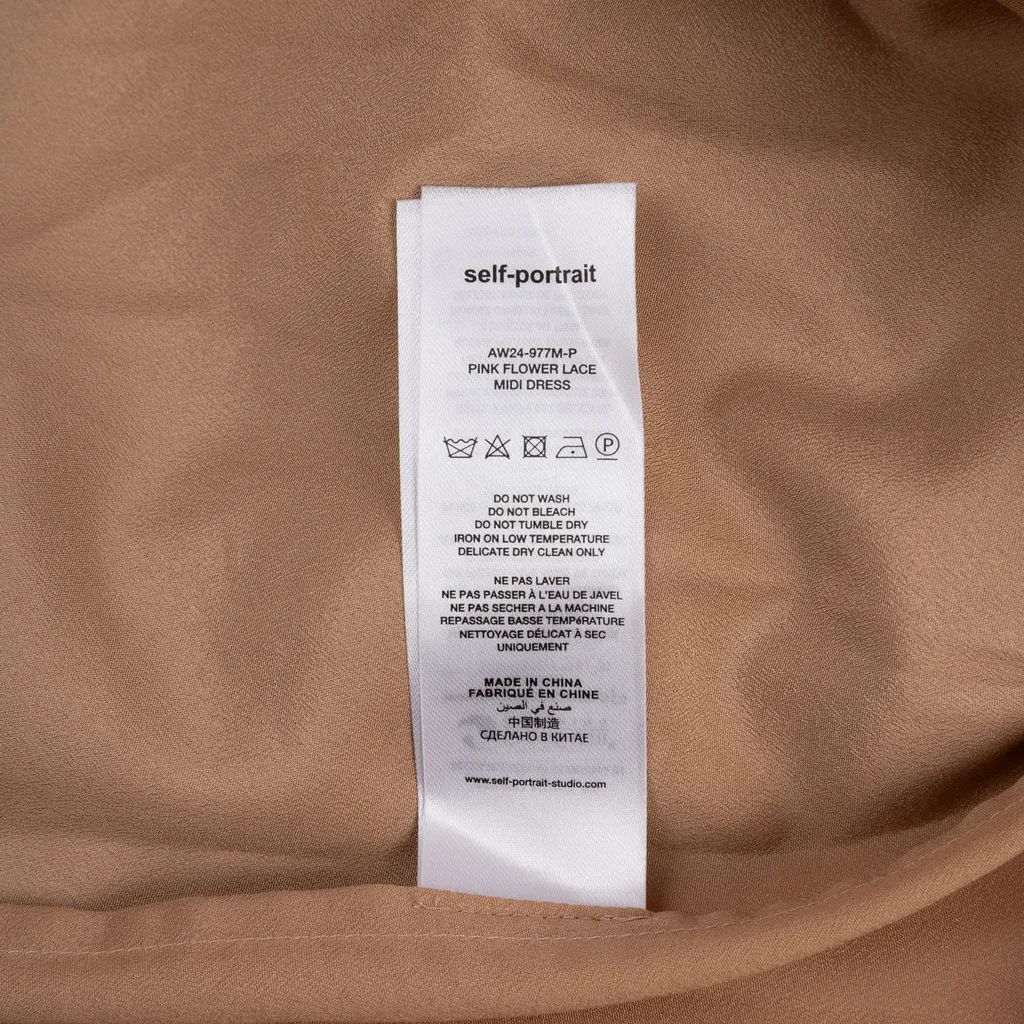 self-portrait
AW24-977M-P
PINK FLOWER LACE
MIDI DRESS
P
DO NOT WASH
DO NOT BLEACH
DO NOT TUMBLE DRY
IRON ON LOW TEMPERATURE
DELICATE DRY CLEAN ONLY
NE PAS LAVER
NE PAS PASSER À L'EAU DE JAVEL
NE PAS SECHER A LA MACHINE
REPASSAGE BASSE TEMPéRATURE
NETTOYAGE DÉLICAT À SEC
UNIQUEMENT
MADE IN CHINA
FABRIQUÉ EN CHINE
صنع في الصين
中国制造
СДЕЛАНО В КИТАЕ
www.self-portrait-studio.com